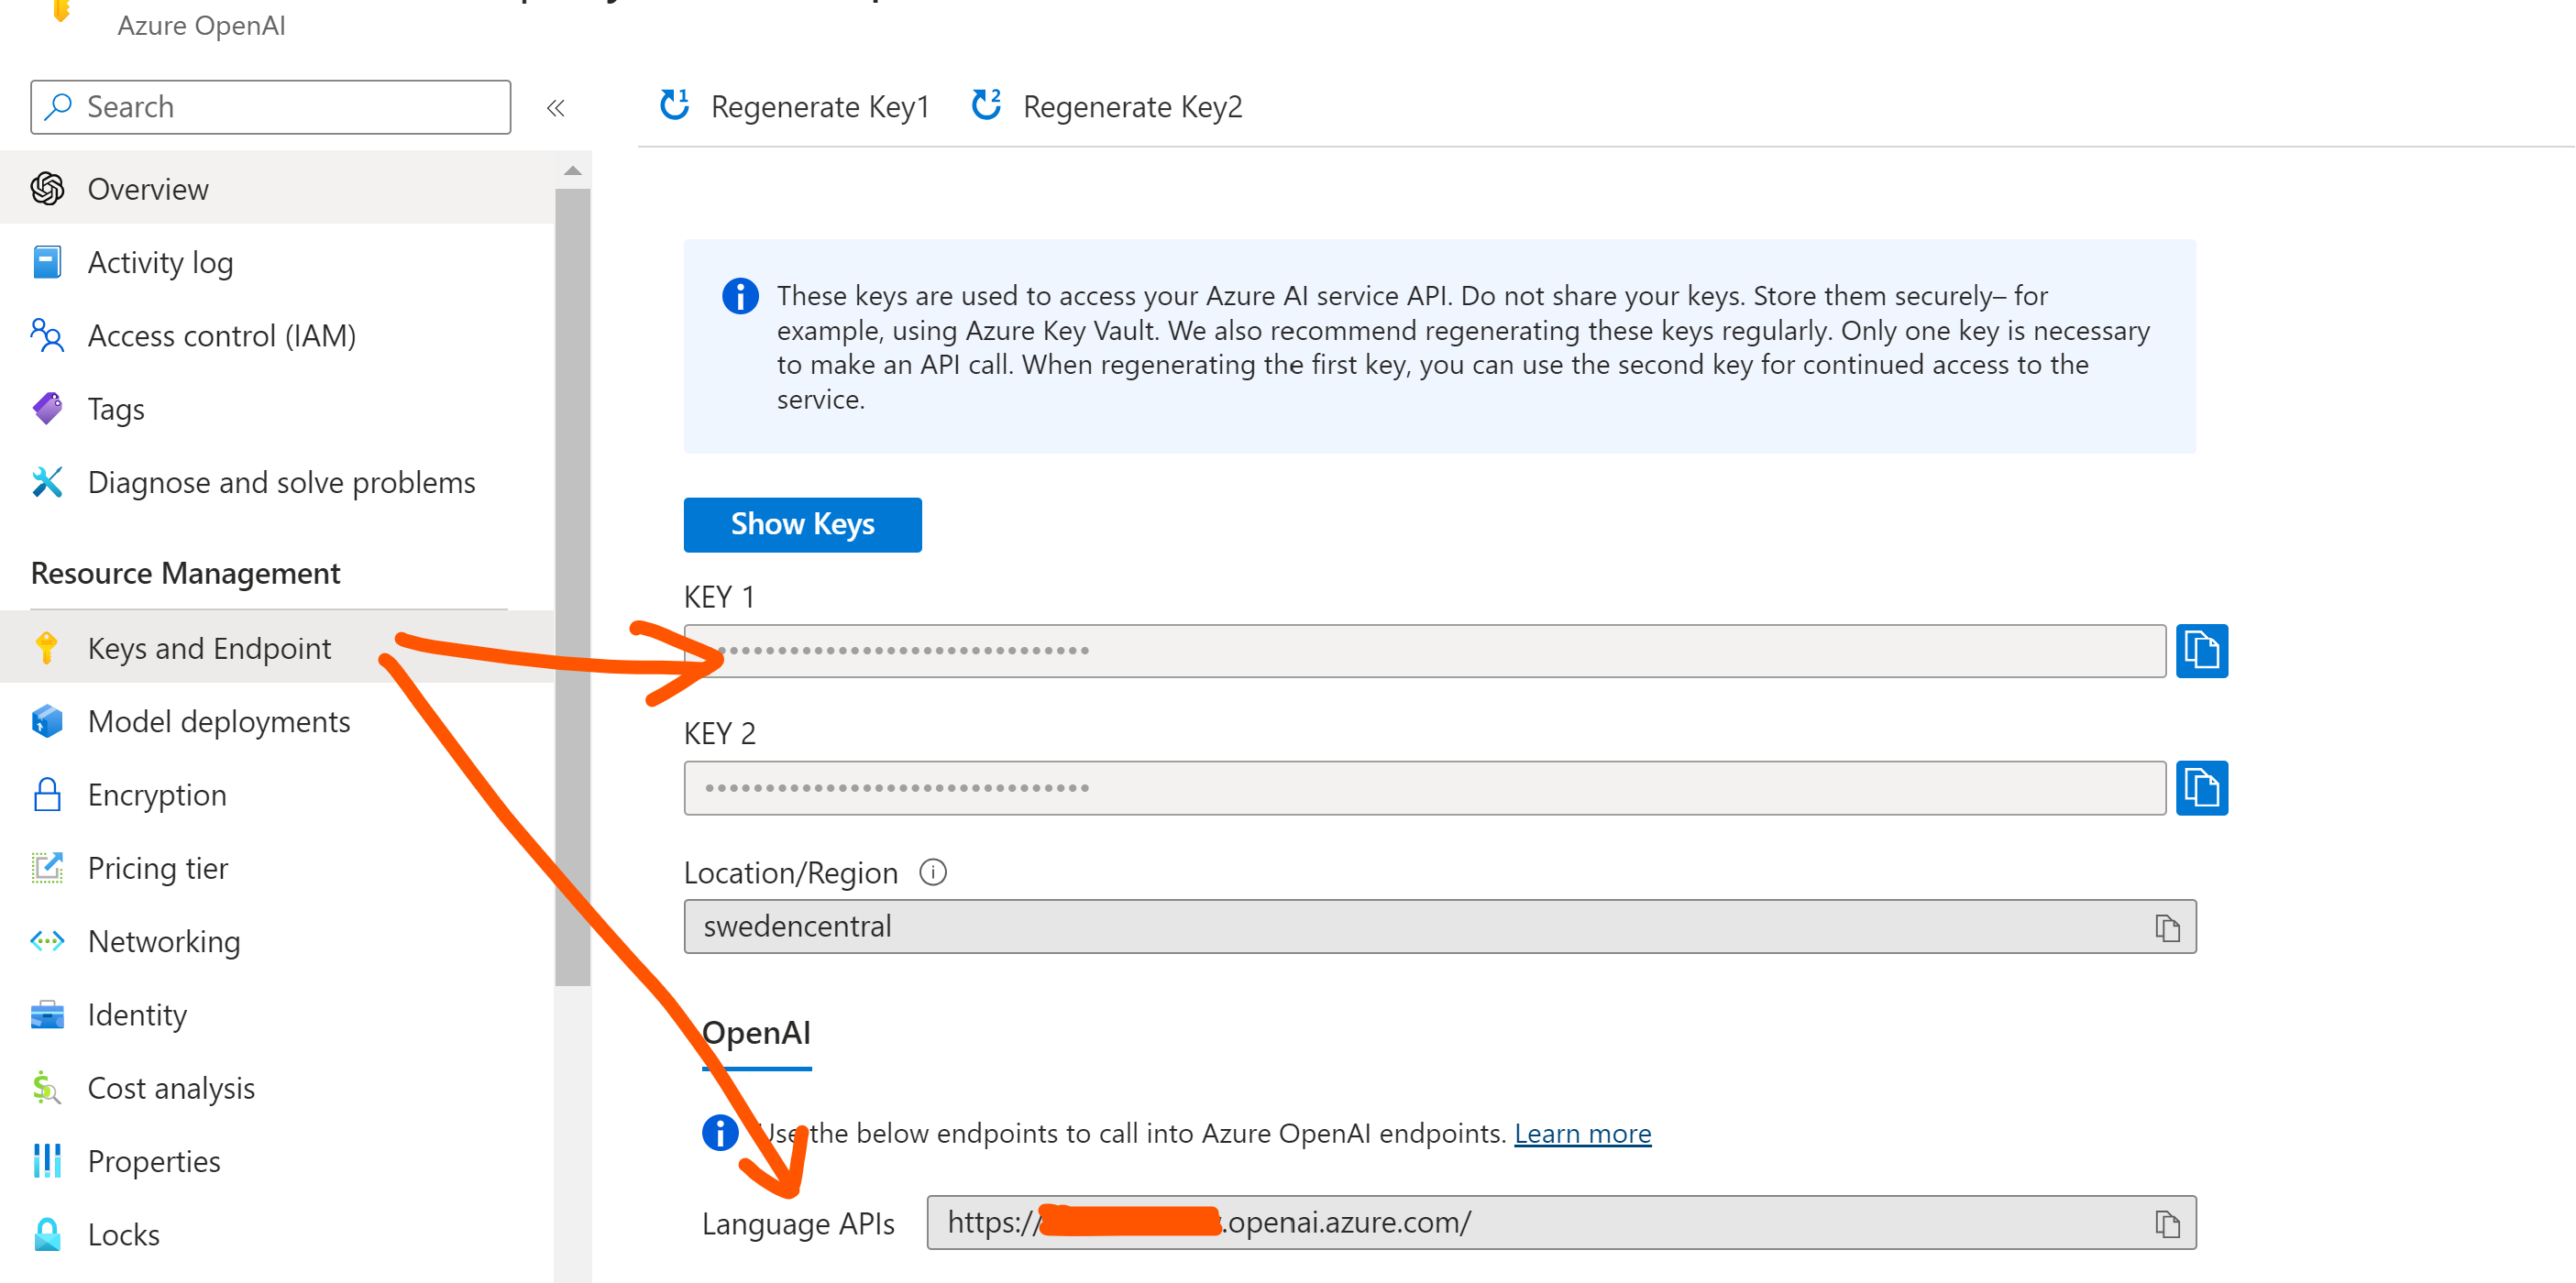 Azure OpenAI
Search
«
Regenerate Key1
Regenerate Key2
Overview
Activity log
Access control (IAM)
Tags
Diagnose and solve problems
Resource Management
Keys and Endpoint
Model deployments
Encryption
Pricing tier
Networking
Identity
Cost analysis
Properties
Locks
These keys are used to access your Azure AI service API. Do not share your keys. Store them securely– for
example, using Azure Key Vault. We also recommend regenerating these keys regularly. Only one key is necessary
to make an API call. When regenerating the first key, you can use the second key for continued access to the
service.
Show Keys
KEY 1
KEY 2
Location/Region
swedencentral
OpenAI
Use the below endpoints to call into Azure OpenAI endpoints. Learn more
Language APIs
https:// .openai.azure.com/